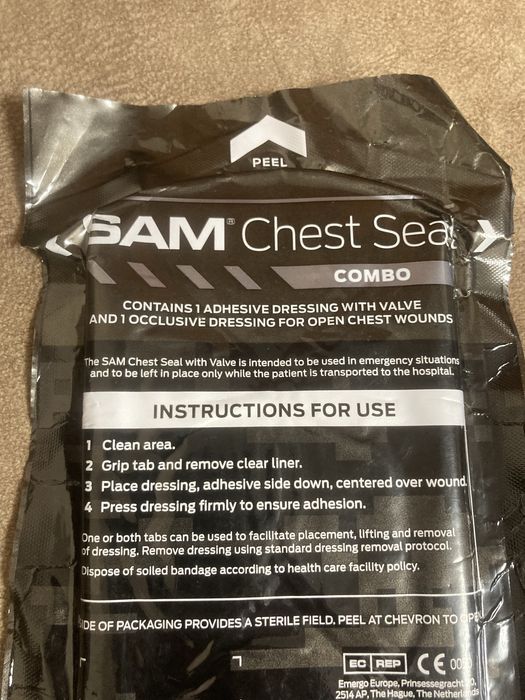 PEEL
SAM® Chest Sea
COMBO
CONTAINS 1 ADHESIVE DRESSING WITH VALVE
AND 1 OCCLUSIVE DRESSING FOR OPEN CHEST WOUNDS
The SAM Chest Seal with Valve is intended to be used in emergency situations
and to be left in place only while the patient is transported to the hospital.
INSTRUCTIONS FOR USE
1 Clean area.
2 Grip tab and remove clear liner.
3 Place dressing, adhesive side down, centered over wound
4 Press dressing firmly to ensure adhesion.
One or both tabs can be used to facilitate placement, lifting and removal
of dressing. Remove dressing using standard dressing removal protocol.
Dispose of soiled bandage according to health care facility policy.
DE OF PACKAGING PROVIDES A STERILE FIELD. PEEL AT CHEVRON TO
EC REP CE
Emergo Europe, Prinsessegracht
2514 AP, The Hague, The Netherlands